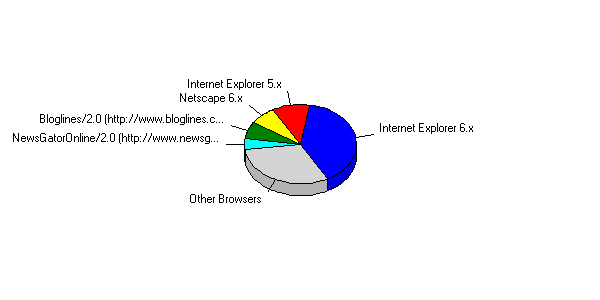 Internet Explorer 5.x
Netscape 6.x
Bloglines/2.0 (http://www.bloglines.c...
Internet Explorer 6.x
NewsGatorOnline/2.0 (http://www.newsg...
Other Browsers